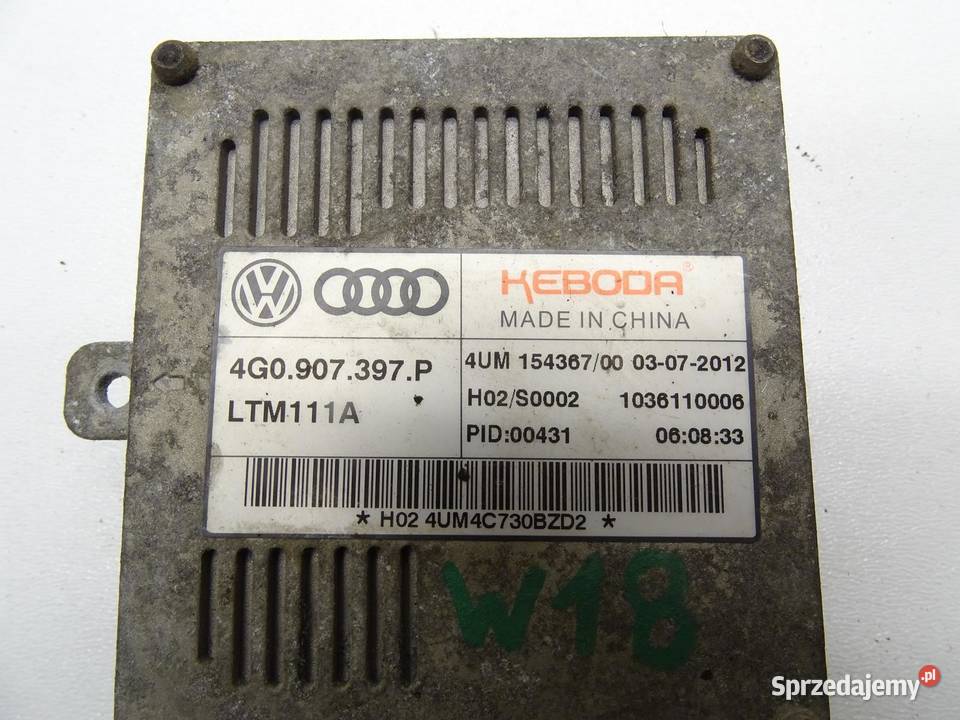 KEBODA®
MADE IN CHINA
4G0.907.397.P
LTM111A
4UM 154367/00 03-07-2012
H02/S0002 1036110006
PID:00431 06:08:33
* H02 4UM4C730BZD2 *
W18
Sprzedajemy.pl